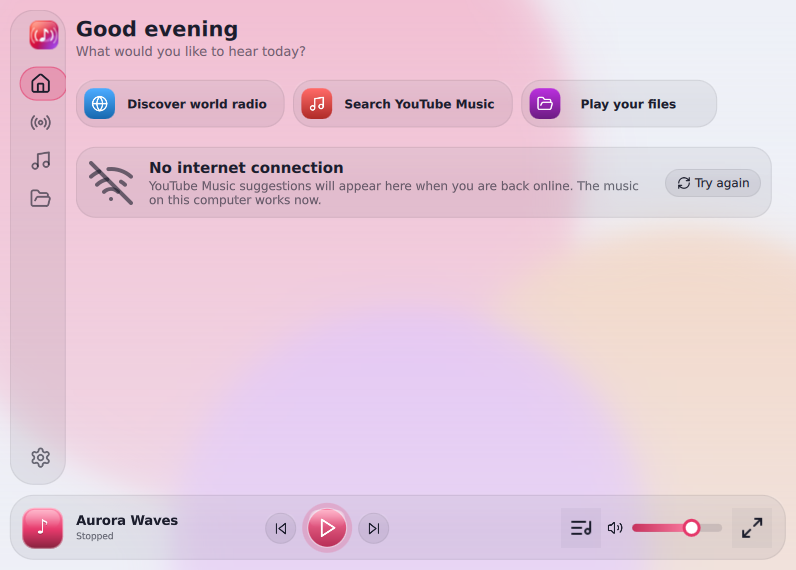 Good evening
What would you like to hear today?
Discover world radio
Search YouTube Music
Play your files
No internet connection
YouTube Music suggestions will appear here when you are back online. The music
on this computer works now.
Try again
Aurora Waves
Stopped